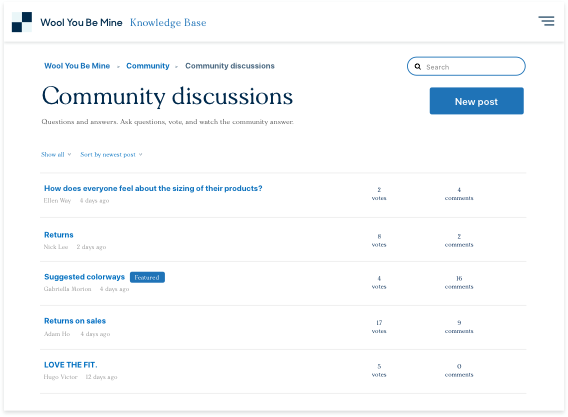 Wool You Be Mine Knowledge Base
Wool You Be Mine - Community ▸ Community discussions
Search
Community discussions
New post
Questions and answers. Ask questions, vote, and watch the community answer.
Show all Sort by newest post
How does everyone feel about the sizing of their products?
Ellen Way 4 days ago
2 votes
4 comments
Returns
Nick Lee 2 days ago
8 votes
2 comments
Suggested colorways Featured
Gabriella Morton 4 days ago
4 votes
16 comments
Returns on sales
Adam Ho 4 days ago
17 votes
9 comments
LOVE THE FIT.
Hugo Victor 12 days ago
5 votes
0 comments